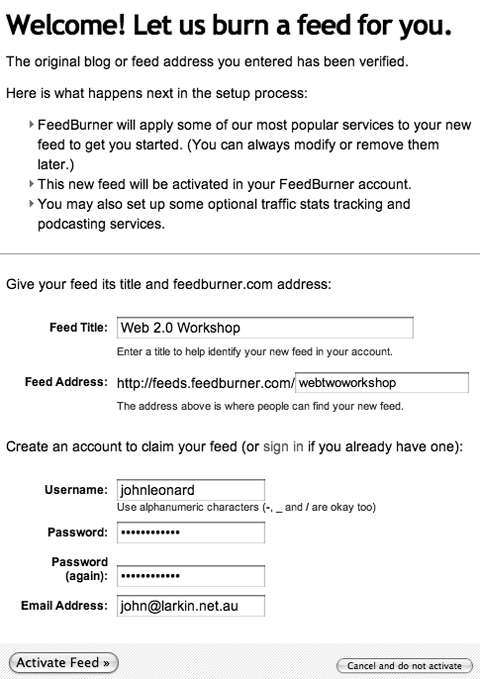 Welcome! Let us burn a feed for you.
The original blog or feed address you entered has been verified.
Here is what happens next in the setup process:
FeedBurner will apply some of our most popular services to your new
feed to get you started. (You can always modify or remove them
later.)
This new feed will be activated in your FeedBurner account.
You may also set up some optional traffic stats tracking and
podcasting services.
Give your feed its title and feedburner.com address:
Feed Title: Web 2.0 Workshop
Enter a title to help identify your new feed in your account.
Feed Address: http://feeds.feedburner.com/ webtwoworkshop
The address above is where people can find your new feed.
Create an account to claim your feed (or sign in if you already have one):
Username: johnleonard
Use alphanumeric characters (-, _ and / are okay too)
Password: ••••••••••••
Password
(again): ••••••••••••
Email Address: john@larkin.net.au
Activate Feed » Cancel and do not activate